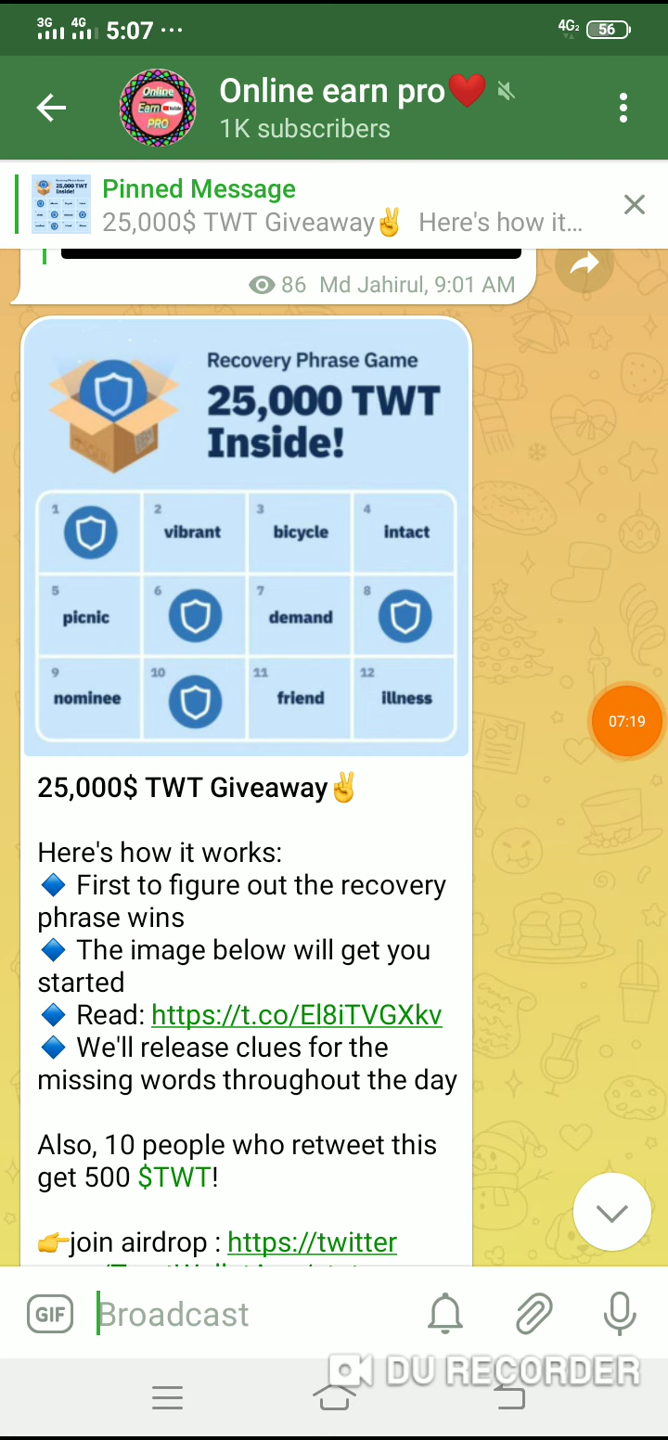 3G 4G 5:07 ··· 4G2 56
Online earn pro❤️
1K subscribers
Online
Earn
PRO
Pinned Message
25,000$ TWT Giveaway✌️ Here's how it...
86 Md Jahirul, 9:01 AM
Recovery Phrase Game
25,000 TWT
Inside!
1 2 vibrant 3 bicycle 4 intact
5 picnic 6 7 demand 8
9 nominee 10 11 friend 12 illness
07:19
25,000$ TWT Giveaway✌️
Here's how it works:
🔹 First to figure out the recovery
phrase wins
🔹 The image below will get you
started
🔹 Read: https://t.co/El8iTVGXkv
🔹 We'll release clues for the
missing words throughout the day
Also, 10 people who retweet this
get 500 $TWT!
👉join airdrop : https://twitter
GIF Broadcast
DU RECORDER